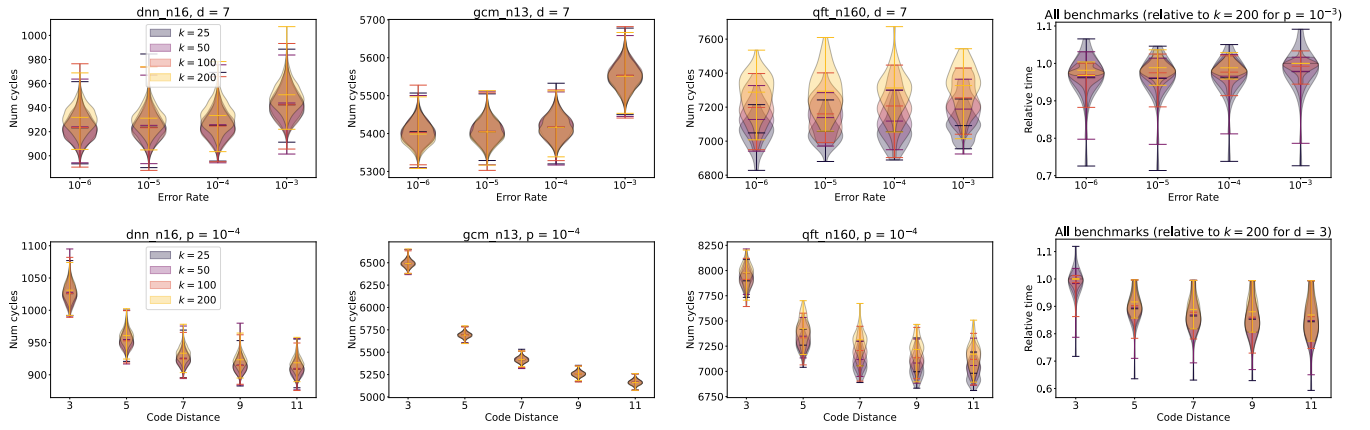 dnn_n16, d = 7
1000
980
960
940
920
900
Num cycles
k = 25
k = 50
k = 100
k = 200
10⁻⁶
10⁻⁵
10⁻⁴
10⁻³
Error Rate
gcm_n13, d = 7
5700
5600
5500
5400
5300
Num cycles
10⁻⁶
10⁻⁵
10⁻⁴
10⁻³
Error Rate
qft_n160, d = 7
7600
7400
7200
7000
6800
Num cycles
10⁻⁶
10⁻⁵
10⁻⁴
10⁻³
Error Rate
All benchmarks (relative to k = 200 for p = 10⁻³)
1.1
1.0
0.9
0.8
0.7
Relative time
10⁻⁶
10⁻⁵
10⁻⁴
10⁻³
Error Rate
dnn_n16, p = 10⁻⁴
1100
1050
1000
950
900
Num cycles
k = 25
k = 50
k = 100
k = 200
3
5
7
9
11
Code Distance
gcm_n13, p = 10⁻⁴
6500
6250
6000
5750
5500
5250
5000
Num cycles
3
5
7
9
11
Code Distance
qft_n160, p = 10⁻⁴
8250
8000
7750
7500
7250
7000
6750
Num cycles
3
5
7
9
11
Code Distance
All benchmarks (relative to k = 200 for d = 3)
1.1
1.0
0.9
0.8
0.7
0.6
Relative time
3
5
7
9
11
Code Distance